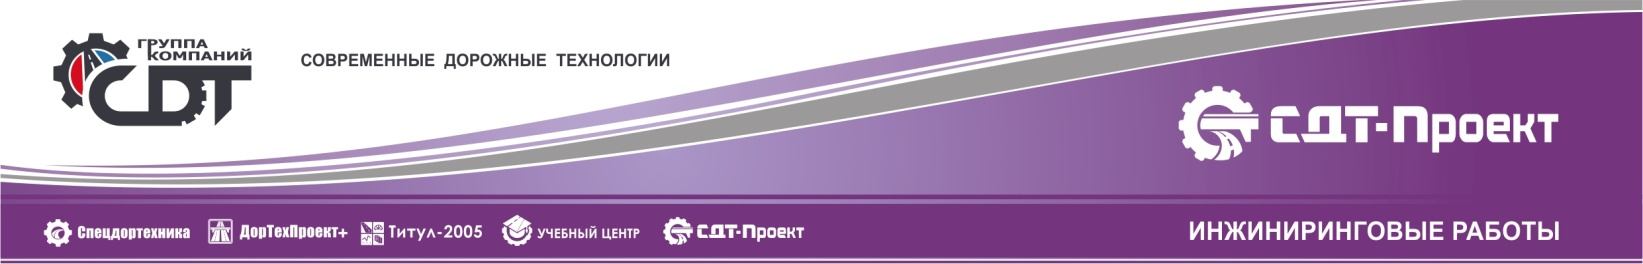 ГРУППА
КОМПАНИЙ
СДТ
СОВРЕМЕННЫЕ ДОРОЖНЫЕ ТЕХНОЛОГИИ
СДТ-Проект
Спецдортехника
ДорТехПроект+
Титул-2005
УЧЕБНЫЙ ЦЕНТР
СДТ-Проект
ИНЖИНИРИНГОВЫЕ РАБОТЫ